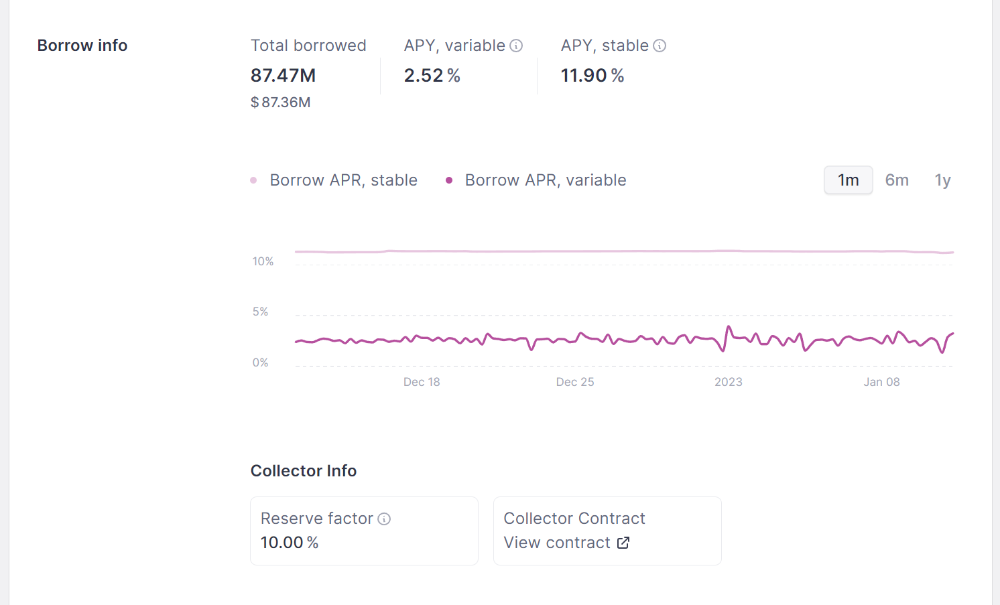 Borrow info
Total borrowed
87.47M
$ 87.36M
APY, variable
2.52 %
APY, stable
11.90 %
Borrow APR, stable
Borrow APR, variable
1m
6m
1y
10%
5%
0%
Dec 18
Dec 25
2023
Jan 08
Collector Info
Reserve factor
10.00 %
Collector Contract
View contract